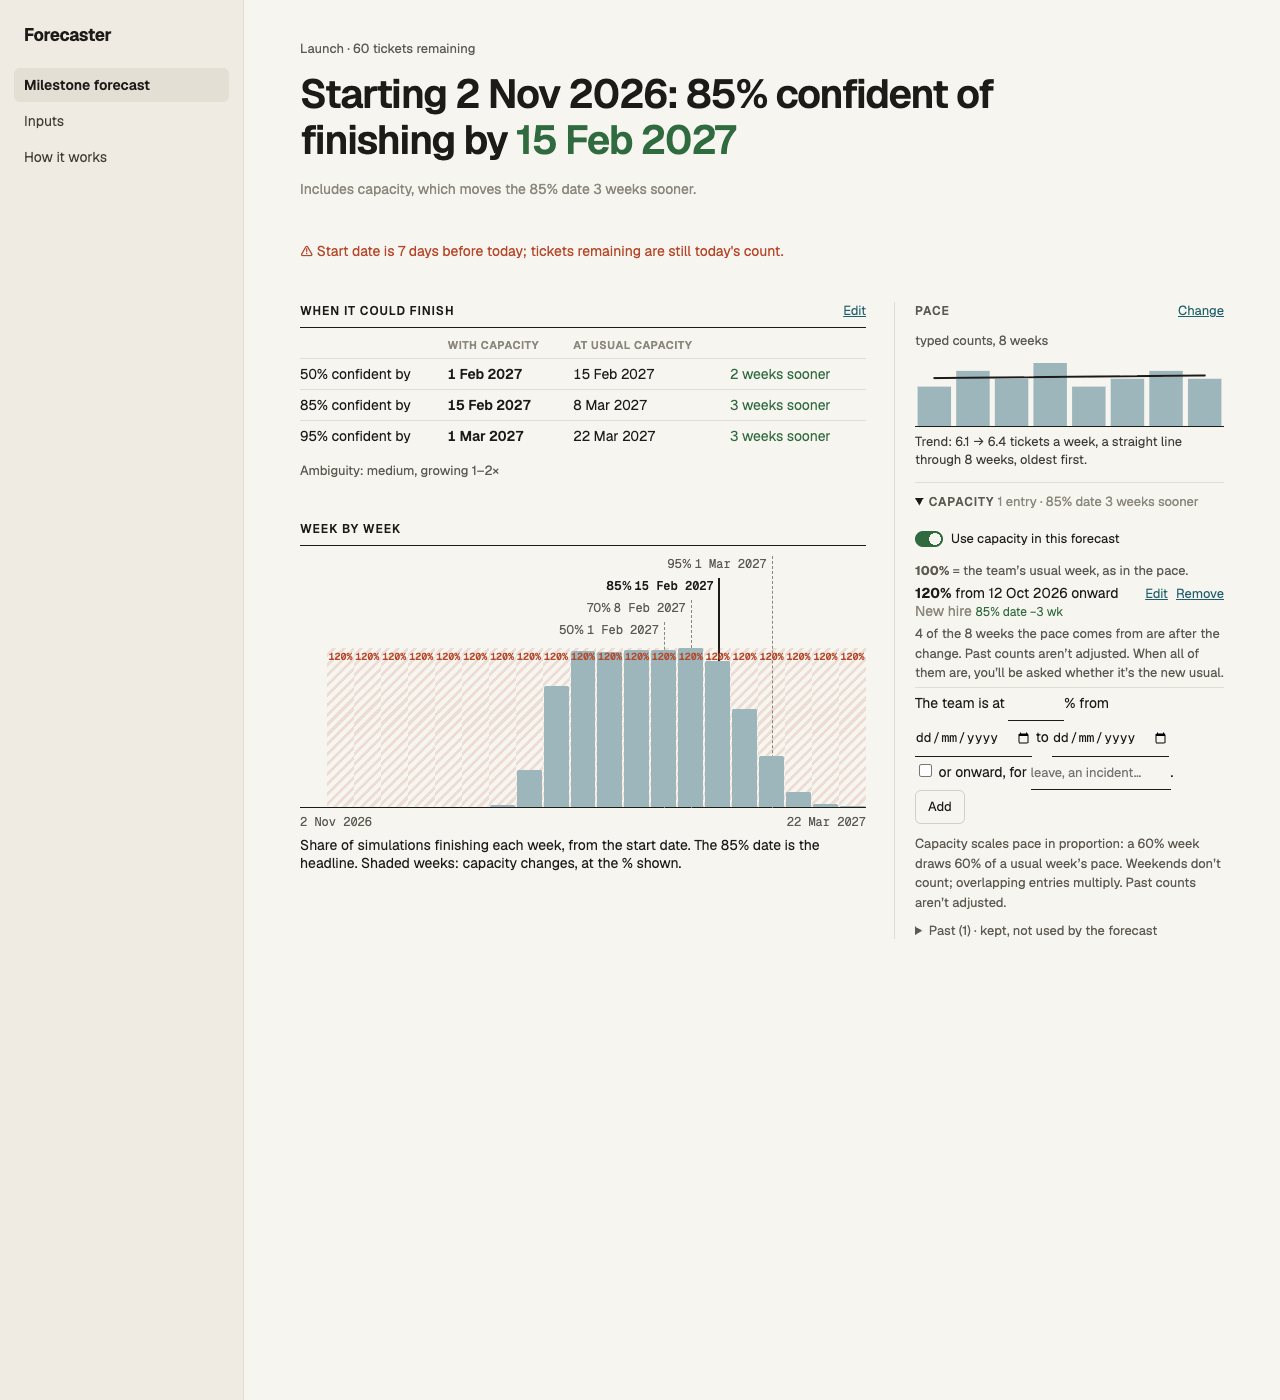 Forecaster
Milestone forecast
Inputs
How it works
Launch · 60 tickets remaining
Starting 2 Nov 2026: 85% confident of
finishing by 15 Feb 2027
Includes capacity, which moves the 85% date 3 weeks sooner.
⚠ Start date is 7 days before today; tickets remaining are still today's count.
WHEN IT COULD FINISH Edit
WITH CAPACITY AT USUAL CAPACITY
50% confident by 1 Feb 2027 15 Feb 2027 2 weeks sooner
85% confident by 15 Feb 2027 8 Mar 2027 3 weeks sooner
95% confident by 1 Mar 2027 22 Mar 2027 3 weeks sooner
Ambiguity: medium, growing 1–2×
WEEK BY WEEK
95% 1 Mar 2027
85% 15 Feb 2027
70% 8 Feb 2027
50% 1 Feb 2027
120% 120% 120% 120% 120% 120% 120% 120% 120% 120% 120% 120% 120% 120% 120% 120% 120% 120% 120% 120%
2 Nov 2026 22 Mar 2027
Share of simulations finishing each week, from the start date. The 85% date is the
headline. Shaded weeks: capacity changes, at the % shown.
PACE Change
typed counts, 8 weeks
Trend: 6.1 → 6.4 tickets a week, a straight line
through 8 weeks, oldest first.
▼ CAPACITY 1 entry · 85% date 3 weeks sooner
Use capacity in this forecast
100% = the team's usual week, as in the pace.
120% from 12 Oct 2026 onward Edit Remove
New hire 85% date −3 wk
4 of the 8 weeks the pace comes from are after the
change. Past counts aren't adjusted. When all of
them are, you'll be asked whether it's the new usual.
The team is at % from
dd/mm/yyyy to dd/mm/yyyy
or onward, for leave, an incident… .
Add
Capacity scales pace in proportion: a 60% week
draws 60% of a usual week's pace. Weekends don't
count; overlapping entries multiply. Past counts
aren't adjusted.
▶ Past (1) · kept, not used by the forecast